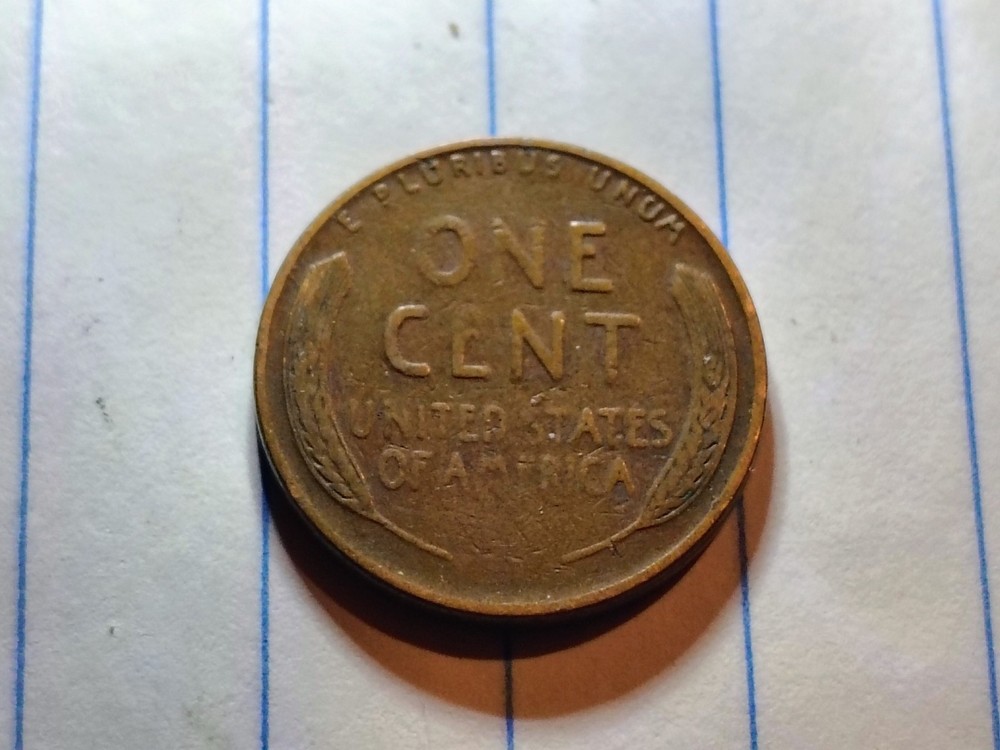 E PLURIBUS UNUM
ONE
CENT
UNITED STATES
OF AMERICA